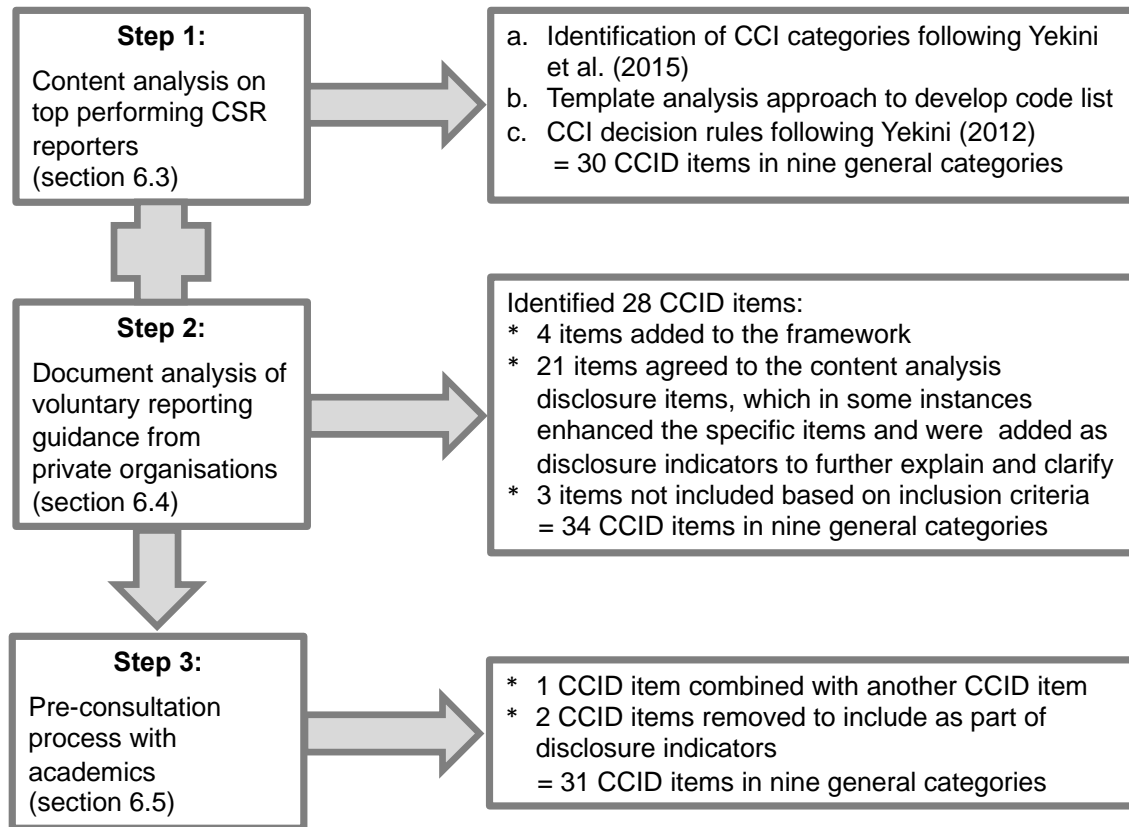 Step 1:
Content analysis on
top performing CSR
reporters
(section 6.3)
a. Identification of CCI categories following Yekini
et al. (2015)
b. Template analysis approach to develop code list
c. CCI decision rules following Yekini (2012)
= 30 CCID items in nine general categories
Step 2:
Document analysis of
voluntary reporting
guidance from
private organisations
(section 6.4)
Identified 28 CCID items:
* 4 items added to the framework
* 21 items agreed to the content analysis
disclosure items, which in some instances
enhanced the specific items and were added as
disclosure indicators to further explain and clarify
* 3 items not included based on inclusion criteria
= 34 CCID items in nine general categories
Step 3:
Pre-consultation
process with
academics
(section 6.5)
* 1 CCID item combined with another CCID item
* 2 CCID items removed to include as part of
disclosure indicators
= 31 CCID items in nine general categories